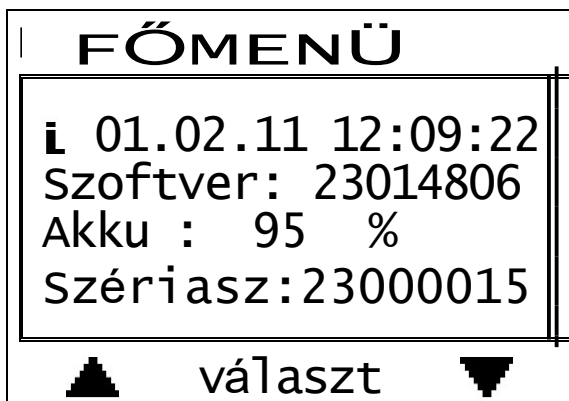 FŐMENÜ
i 01.02.11 12:09:22
Szoftver: 23014806
Akku : 95 %
Szériasz:23000015
▲ választ ▼